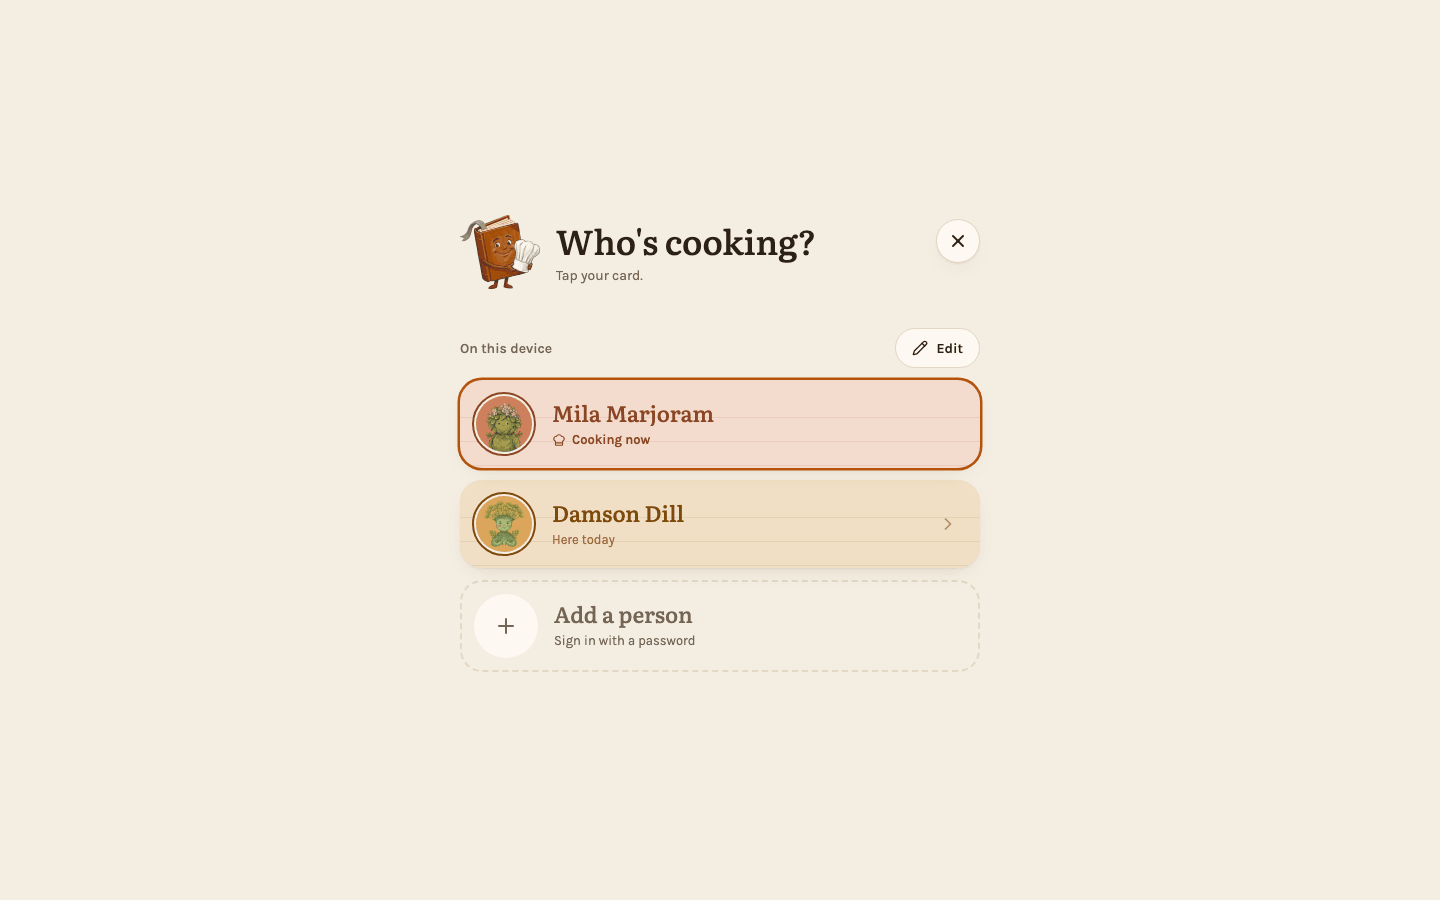 Who's cooking?
Tap your card.
On this device
Edit
Mila Marjoram
Cooking now
Damson Dill
Here today
Add a person
Sign in with a password